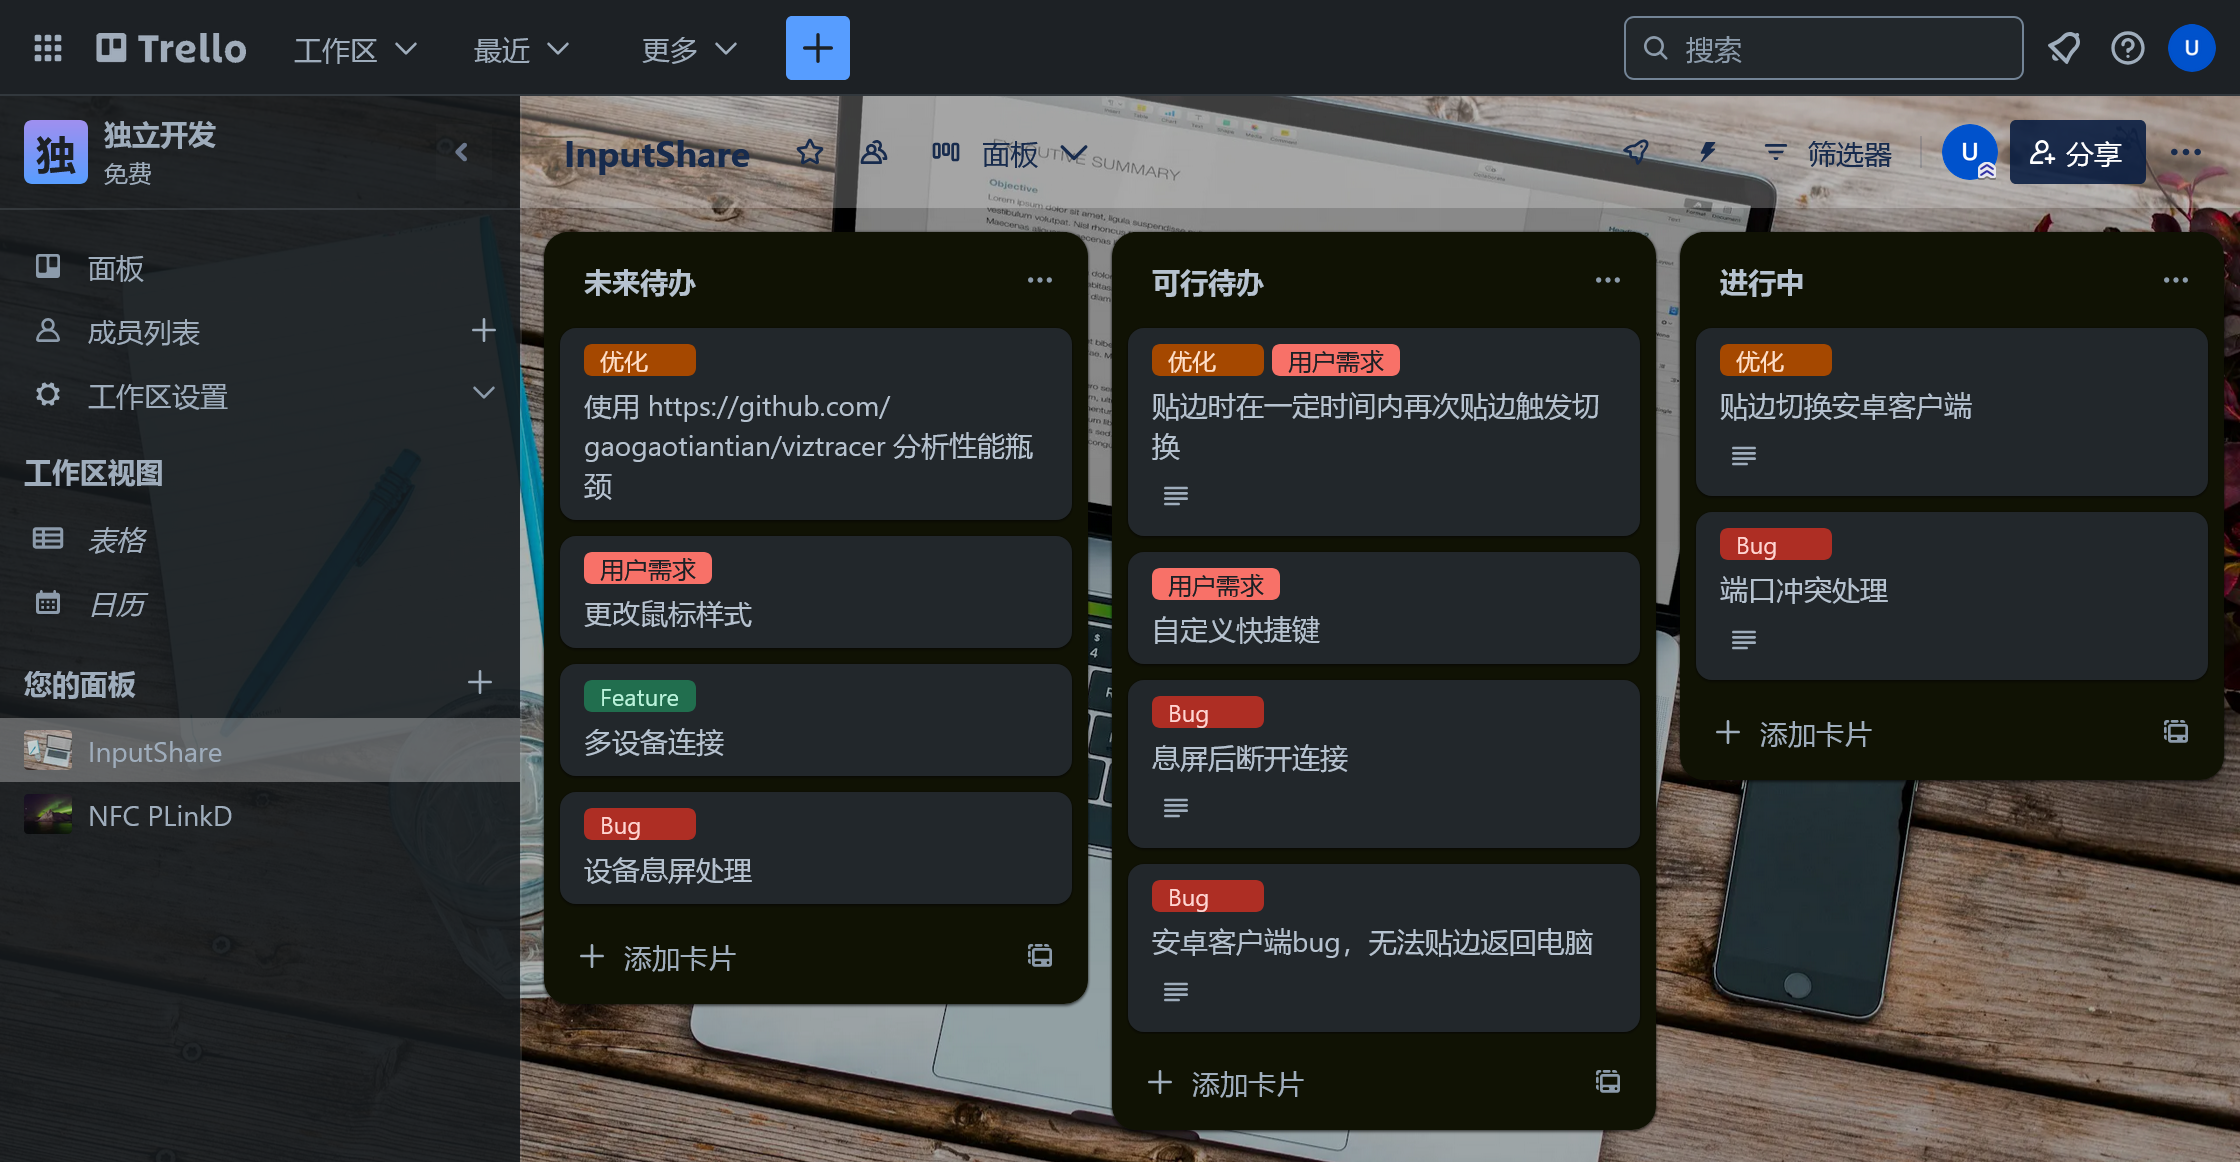 Trello
工作区
最近
更多
搜索
U
独
独立开发
免费
InputShare
面板
筛选器
U
分享
面板
成员列表
工作区设置
工作区视图
表格
日历
您的面板
InputShare
NFC PLinkD
未来待办
优化
使用 https://github.com/
gaogaotiantian/viztracer 分析性能瓶
颈
用户需求
更改鼠标样式
Feature
多设备连接
Bug
设备息屏处理
添加卡片
可行待办
优化 用户需求
贴边时在一定时间内再次贴边触发切
换
用户需求
自定义快捷键
Bug
息屏后断开连接
Bug
安卓客户端bug，无法贴边返回电脑
添加卡片
进行中
优化
贴边切换安卓客户端
Bug
端口冲突处理
添加卡片